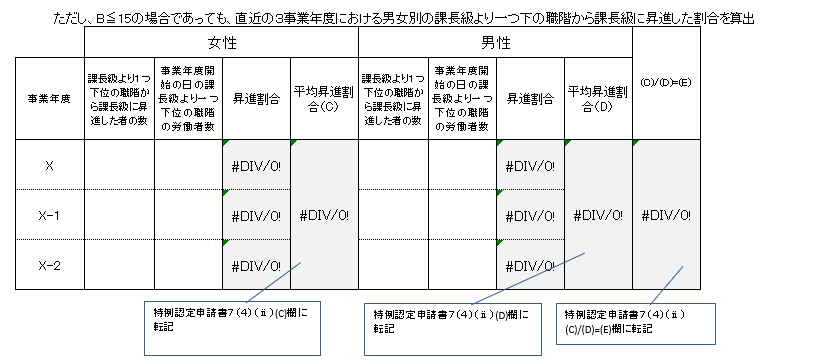 ただし、Ｂ≦１５の場合であっても、直近の３事業年度における男女別の課長級より一つ下の職階から課長級に昇進した割合を算出
女性
男性
(C)/(D)=(E)
事業年度
課長級より1つ
下位の職階か
ら課長級に昇
進した者の数
事業年度開
始の日の課
長級より一つ
下位の職階
の労働者数
昇進割合
平均昇進割
合(C)
課長級より1つ
下位の職階か
ら課長級に昇
進した者の数
事業年度開
始の日の課
長級より一つ
下位の職階
の労働者数
昇進割合
平均昇進割
合(D)
X
#DIV/0!
#DIV/0!
X-1
#DIV/0!
#DIV/0!
#DIV/0!
#DIV/0!
#DIV/0!
X-2
#DIV/0!
#DIV/0!
特例認定申請書７(４)(ⅱ)(C)欄に
転記
特例認定申請書７(４)(ⅱ)(D)欄に
転記
特例認定申請書７(４)(ⅱ)
(C)/(D)=(E)欄に転記